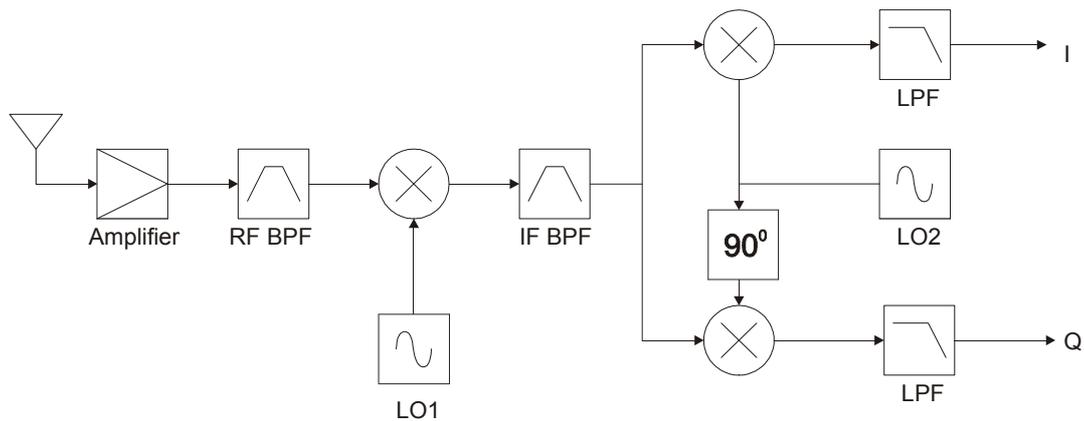 I
LPF
Amplifier
RF BPF
IF BPF
LO2
90⁰
LO1
Q
LPF